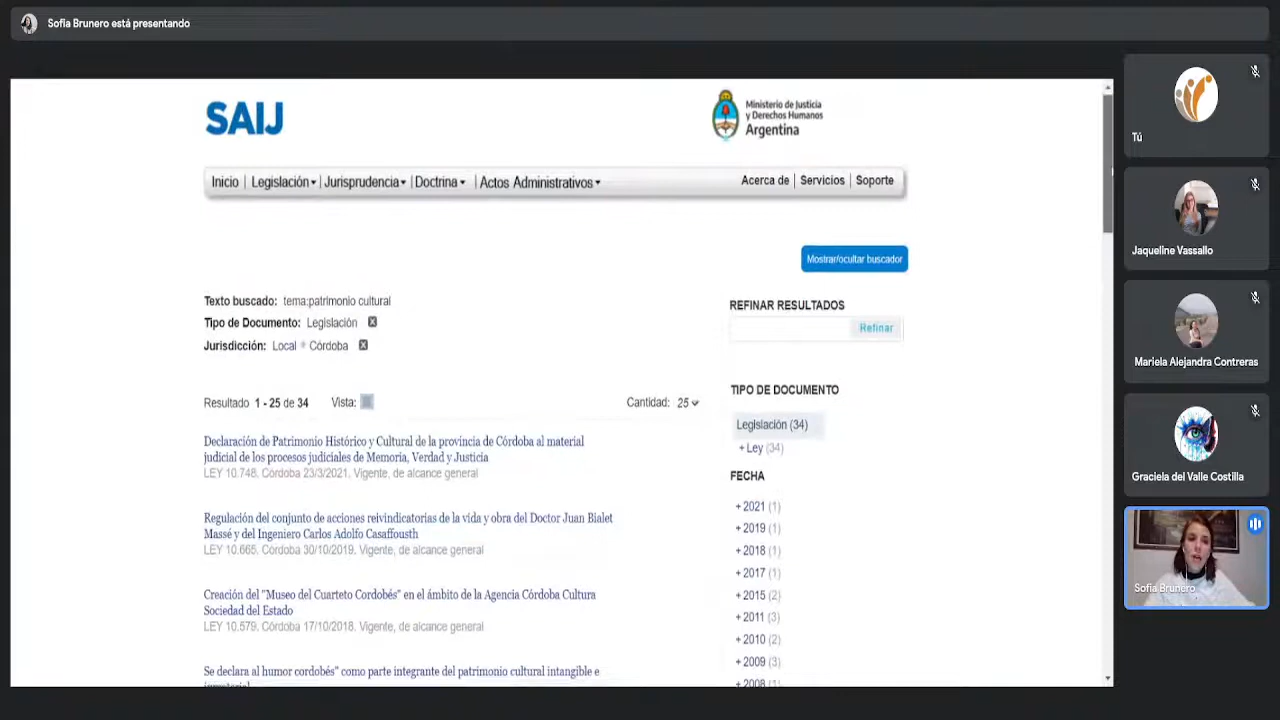 Sofia Brunero está presentando
SAIJ
Ministerio de Justicia
y Derechos Humanos
Argentina
Inicio | Legislación | Jurisprudencia | Doctrina | Actos Administrativos
Acerca de | Servicios | Soporte
Mostrar/ocultar buscador
Texto buscado: tema:patrimonio cultural
Tipo de Documento: Legislación
Jurisdicción: Local Córdoba
Resultado 1 - 25 de 34 Vista: Cantidad: 25
Declaración de Patrimonio Histórico y Cultural de la provincia de Córdoba al material
judicial de los procesos judiciales de Memoria, Verdad y Justicia
LEY 10.748. Córdoba 23/3/2021. Vigente, de alcance general
Regulación del conjunto de acciones reivindicatorias de la vida y obra del Doctor Juan Bialet
Massé y del Ingeniero Carlos Adolfo Casaffousth
LEY 10.665. Córdoba 30/10/2019. Vigente, de alcance general
Creación del "Museo del Cuarteto Cordobés" en el ámbito de la Agencia Córdoba Cultura
Sociedad del Estado
LEY 10.579. Córdoba 17/10/2018. Vigente, de alcance general
Se declara al humor cordobés" como parte integrante del patrimonio cultural intangible e
REFINAR RESULTADOS
Refinar
TIPO DE DOCUMENTO
Legislación (34)
+ Ley (34)
FECHA
+ 2021 (1)
+ 2019 (1)
+ 2018 (1)
+ 2017 (1)
+ 2015 (2)
+ 2011 (3)
+ 2010 (2)
+ 2009 (3)
+ 2008 (1)
Tú
Jaqueline Vassallo
Mariela Alejandra Contreras
Graciela del Valle Costilla
Sofia Brunero